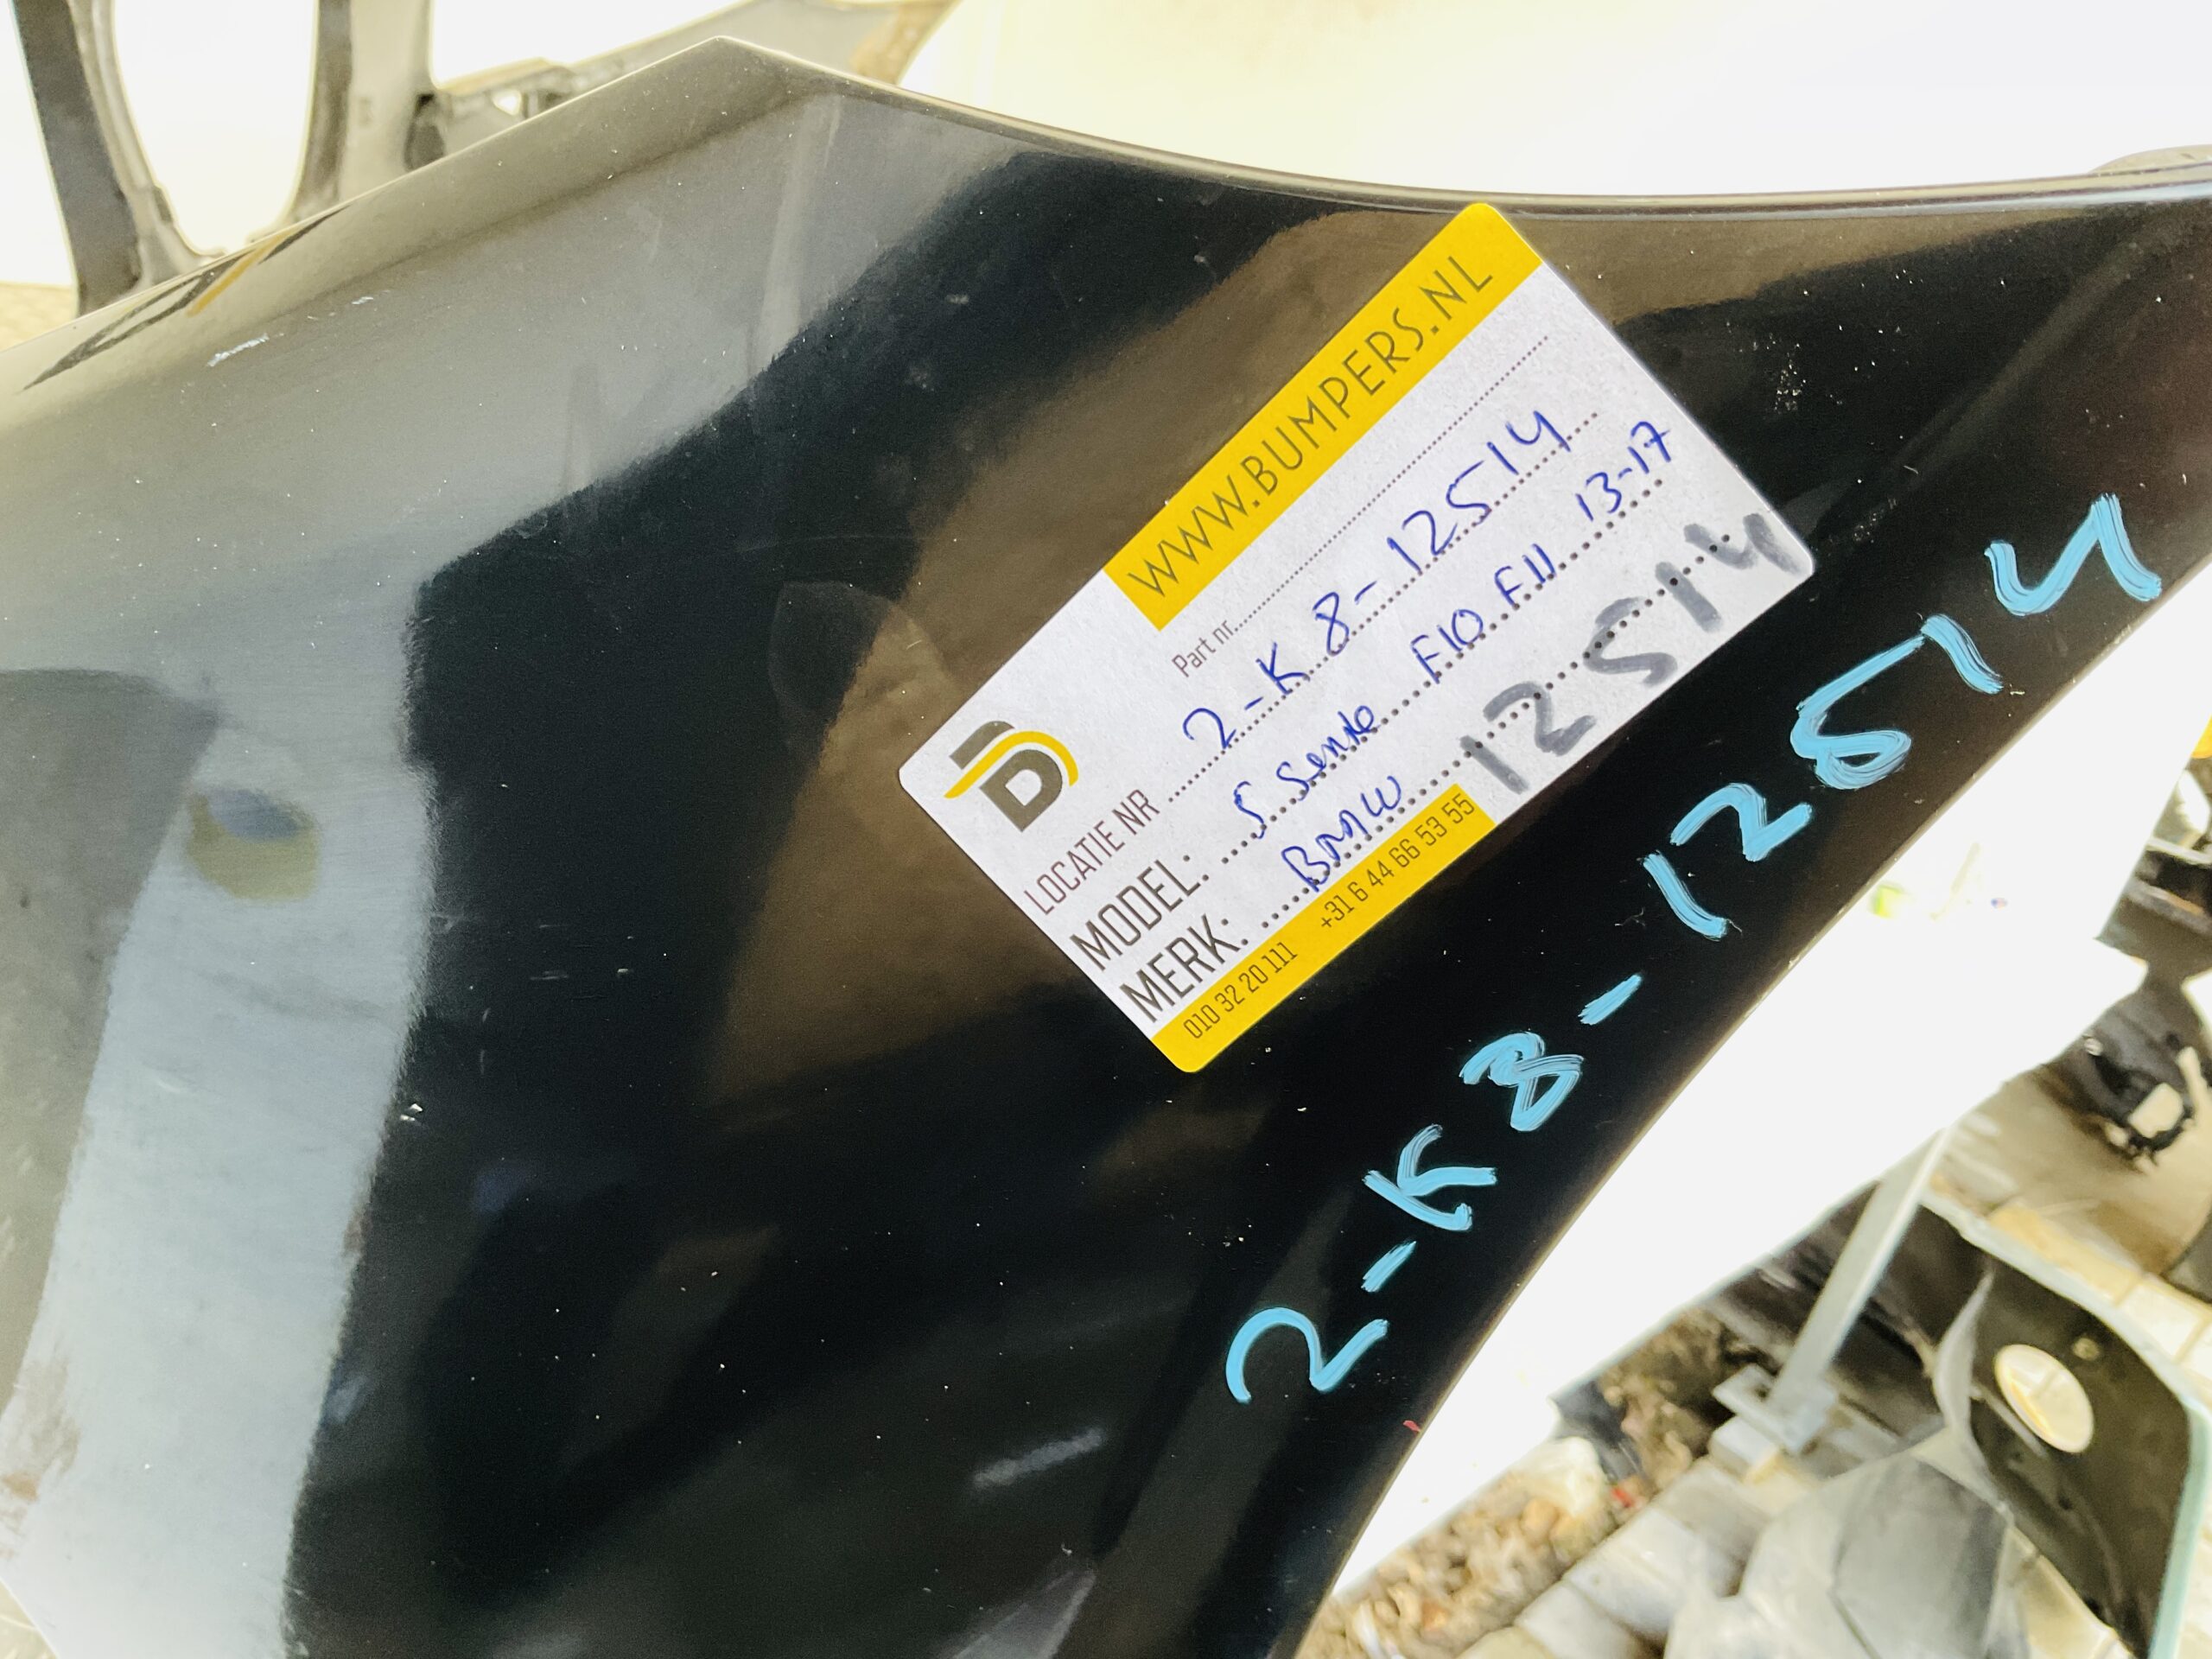 WWW.BUMPERS.NL
Part nr.
LOCATIE NR 2-K8-12514
MODEL: 5 Serie F10 F11 13-17
MERK: BMW 12514
010 32 20 111 +31 6 44 66 53 55
2-K8-12514